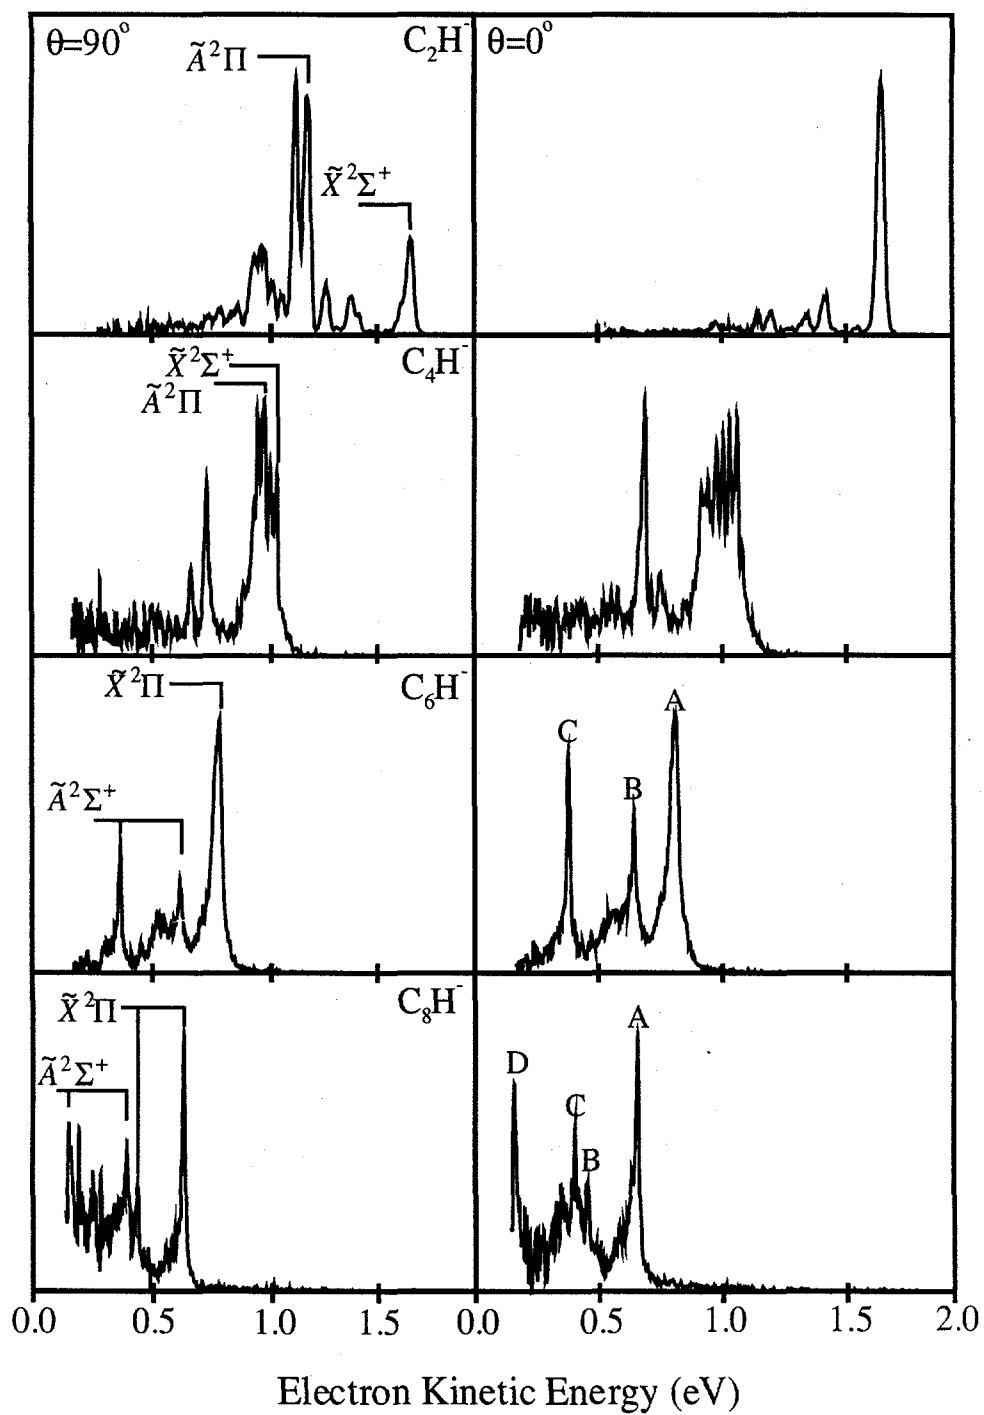 θ=90° C₂H⁻ θ=0°
Ã²Π
X̃²Σ⁺
X̃²Σ⁺ C₄H⁻
Ã²Π
X̃²Π C₆H⁻ A
C
B
Ã²Σ⁺
X̃²Π C₈H⁻ A
Ã²Σ⁺ D
C
B
0.0 0.5 1.0 1.5 0.0 0.5 1.0 1.5 2.0
Electron Kinetic Energy (eV)